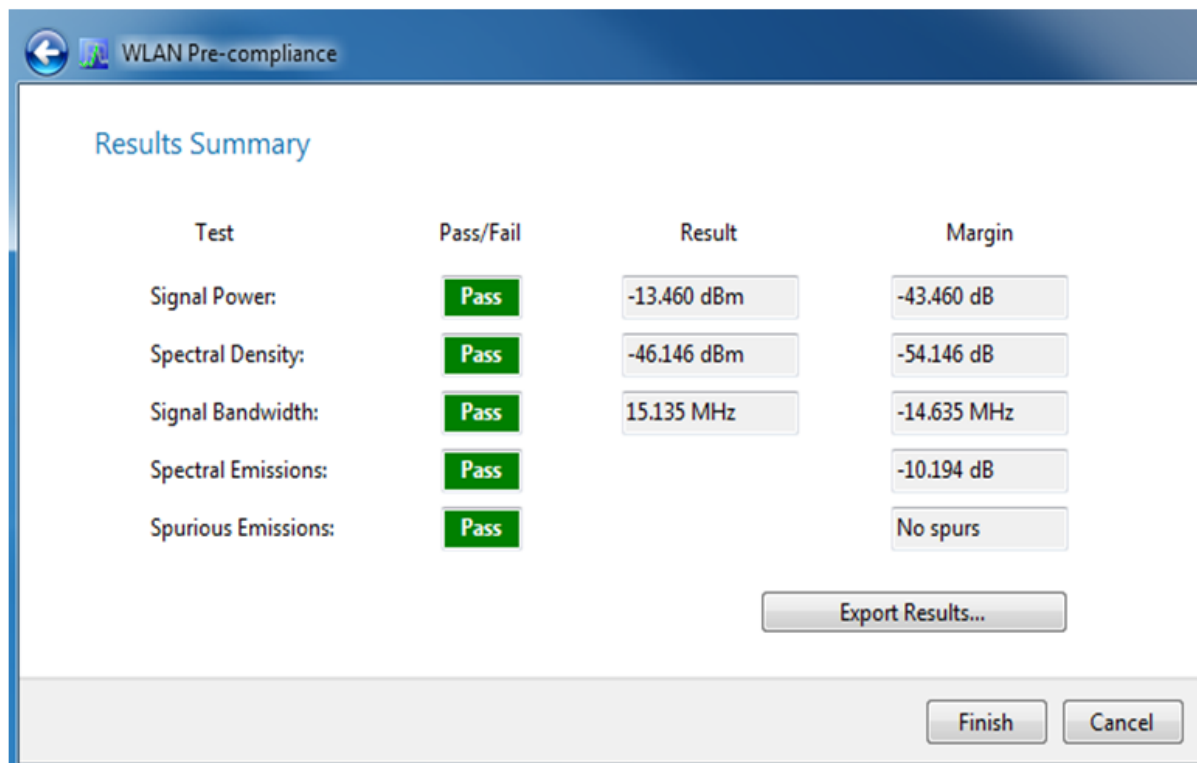 WLAN Pre-compliance
Results Summary
Test Pass/Fail Result Margin
Signal Power: Pass -13.460 dBm -43.460 dB
Spectral Density: Pass -46.146 dBm -54.146 dB
Signal Bandwidth: Pass 15.135 MHz -14.635 MHz
Spectral Emissions: Pass -10.194 dB
Spurious Emissions: Pass No spurs
Export Results...
Finish Cancel